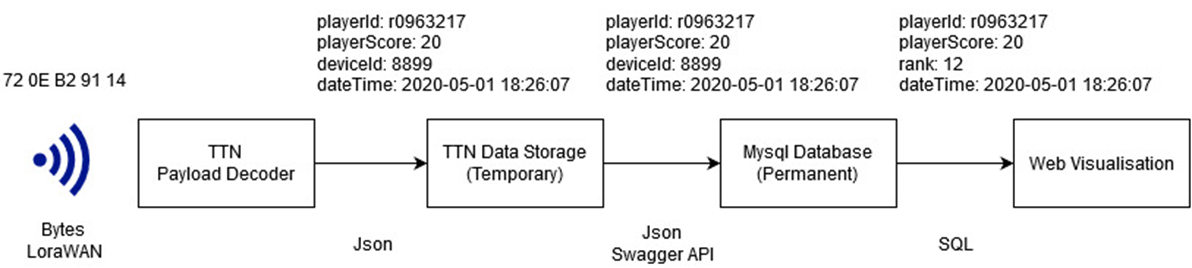 72 0E B2 91 14
Bytes
LoraWAN
TTN
Payload Decoder
playerId: r0963217
playerScore: 20
deviceId: 8899
dateTime: 2020-05-01 18:26:07
Json
TTN Data Storage
(Temporary)
playerId: r0963217
playerScore: 20
deviceId: 8899
dateTime: 2020-05-01 18:26:07
Json
Swagger API
Mysql Database
(Permanent)
playerId: r0963217
playerScore: 20
rank: 12
dateTime: 2020-05-01 18:26:07
SQL
Web Visualisation